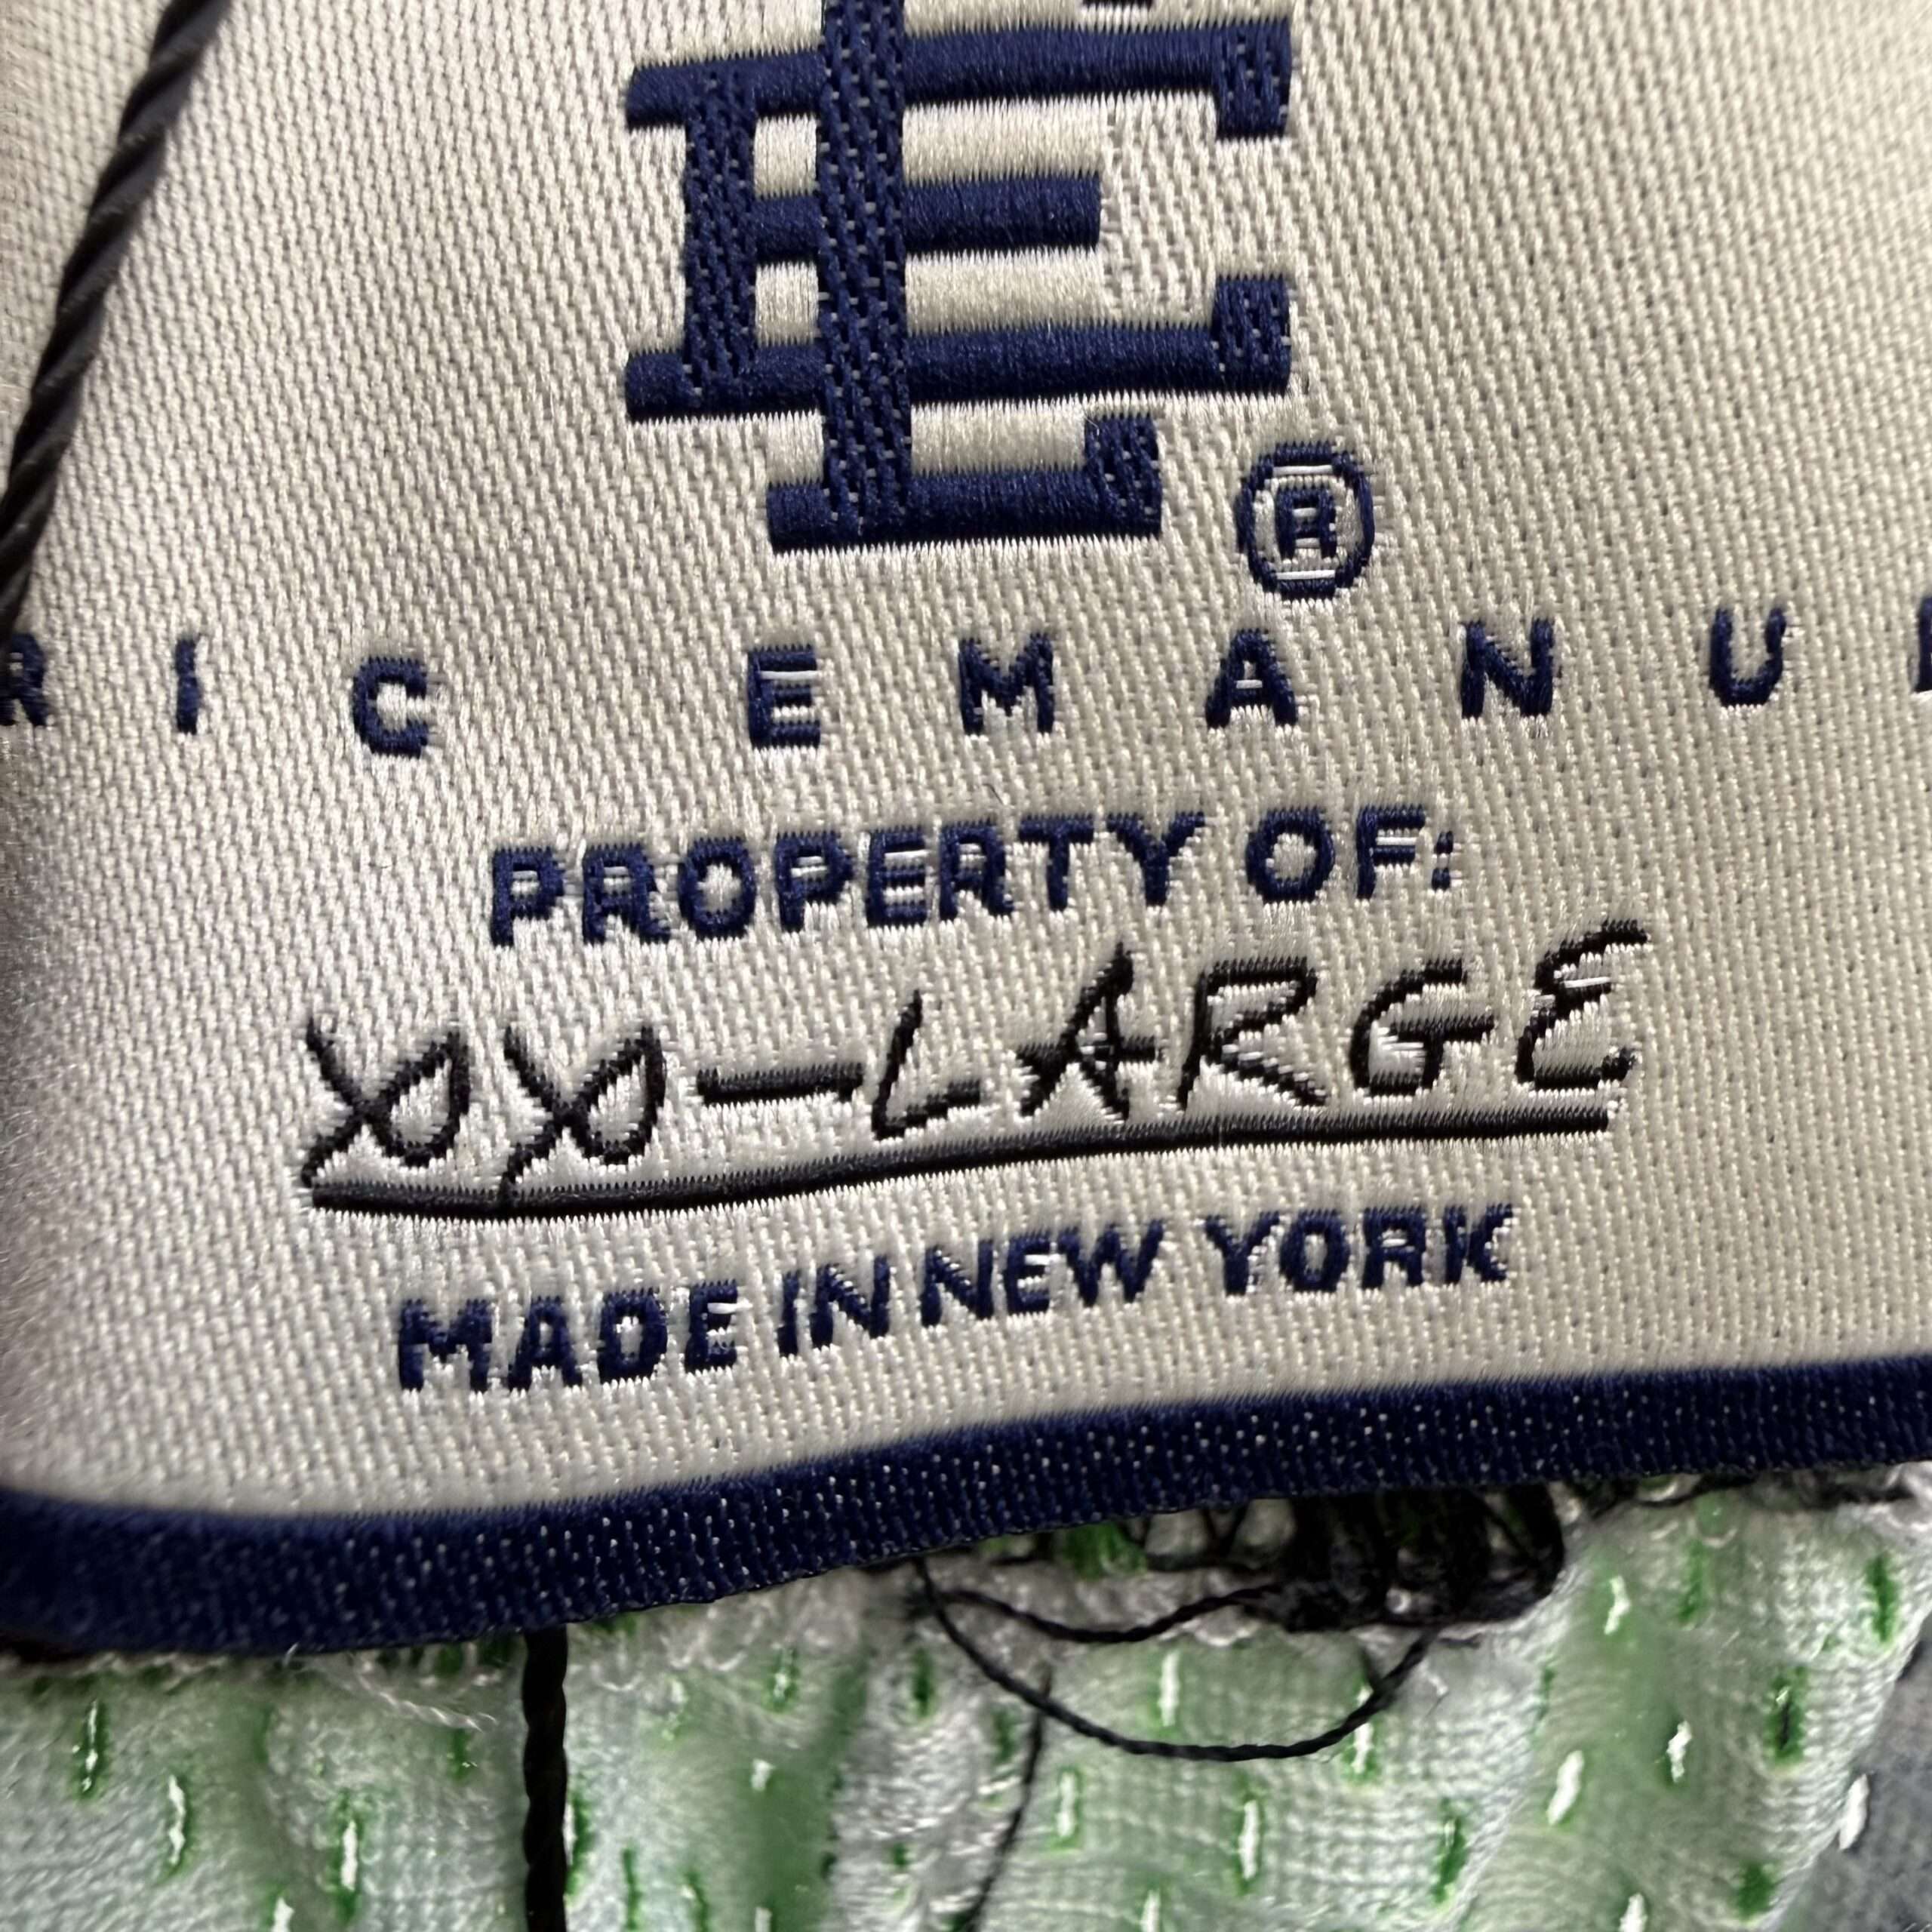 E
®
RIC EMANU
PROPERTY OF:
XX-LARGE
MADE IN NEW YORK